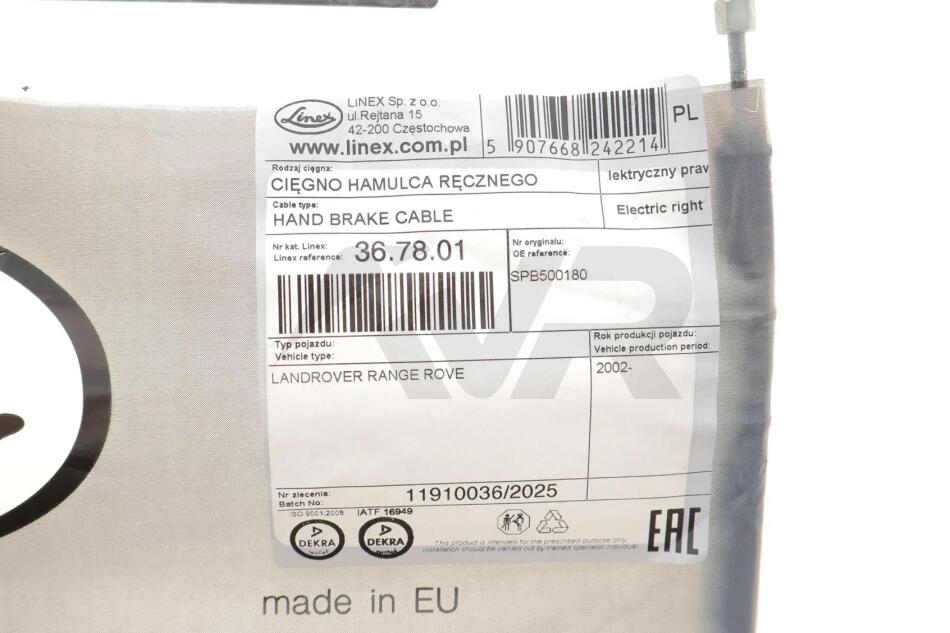 Linex
LINEX Sp. z o.o.
ul.Rejtana 15
42-200 Częstochowa
www.linex.com.pl
5 907668 242214
PL
Rodzaj cięgna:
CIĘGNO HAMULCA RĘCZNEGO
lektryczny praw
Cable type:
HAND BRAKE CABLE
Electric right
Nr kat. Linex:
Linex reference: 36.78.01
Nr oryginału:
OE reference:
SPB500180
Typ pojazdu:
Vehicle type:
LANDROVER RANGE ROVE
Rok produkcji pojazdu:
Vehicle production period:
2002-
Nr zlecenia:
Batch No:
11910036/2025
ISO 9001:2008 IATF 16949
DEKRA
DEKRA
This product is intended for the prescribed purpose only
Installation should be carried out by trained specialist individual
EAC
made in EU